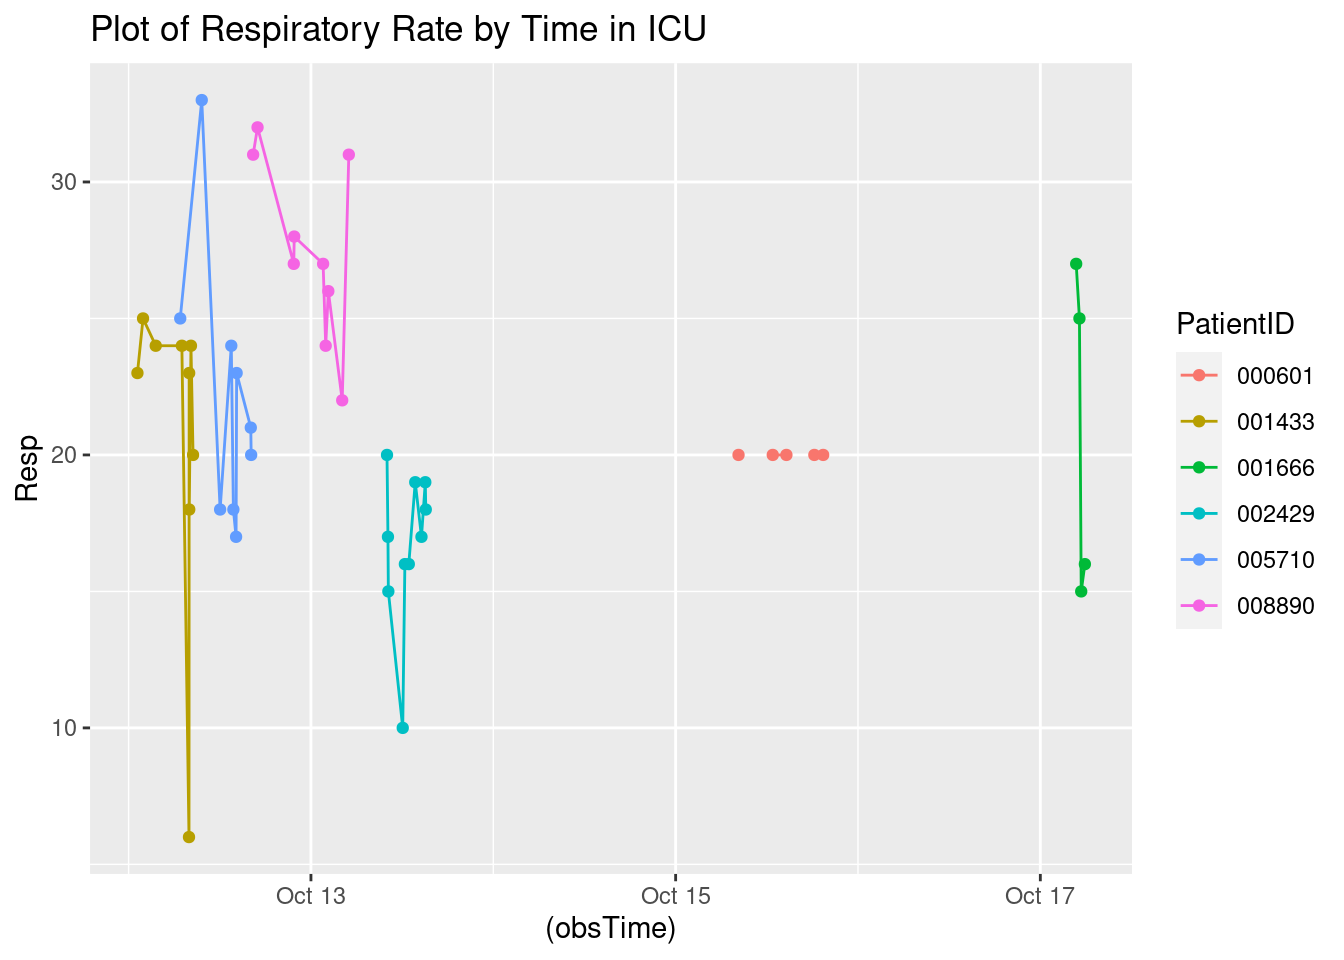 Plot of Respiratory Rate by Time in ICU
30
20
10
Resp
Oct 13
Oct 15
Oct 17
(obsTime)
PatientID
000601
001433
001666
002429
005710
008890